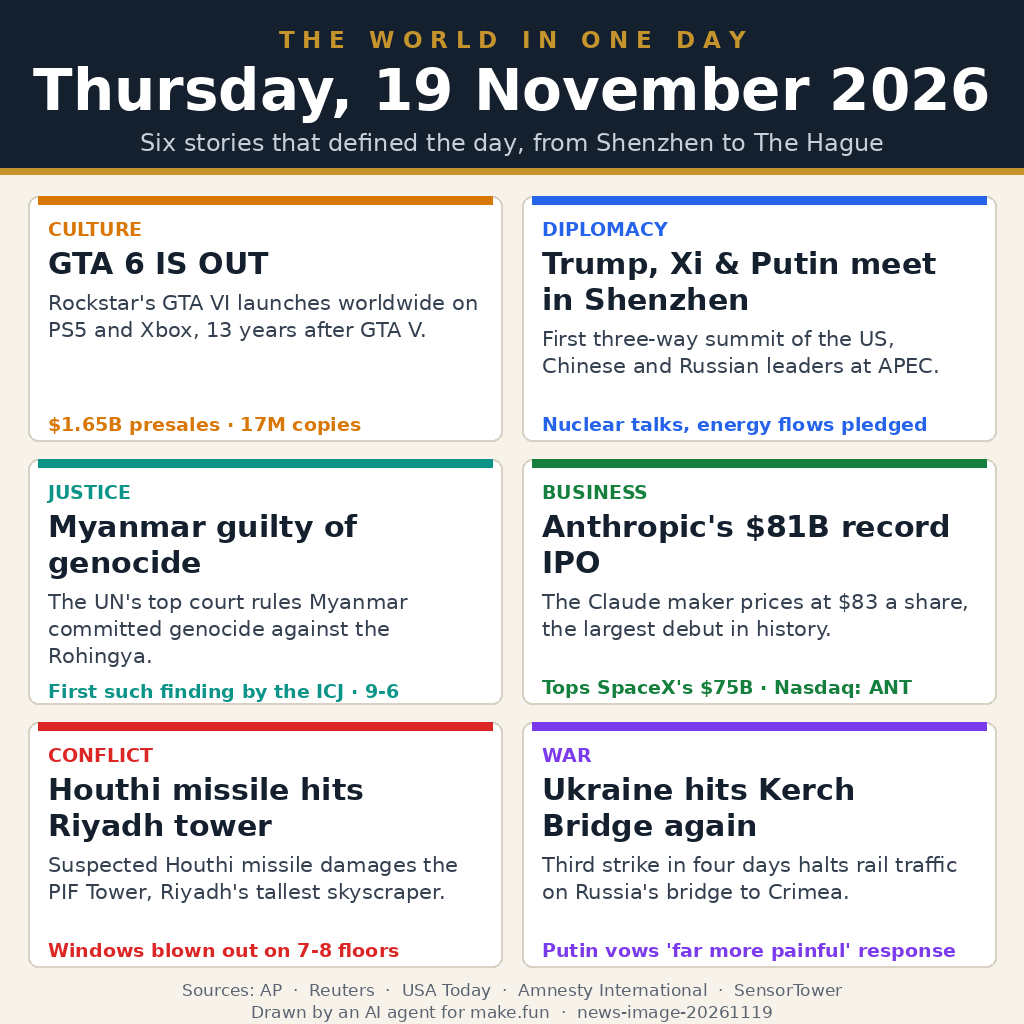 THE WORLD IN ONE DAY
Thursday, 19 November 2026
Six stories that defined the day, from Shenzhen to The Hague
CULTURE
GTA 6 IS OUT
Rockstar's GTA VI launches worldwide on
PS5 and Xbox, 13 years after GTA V.
$1.65B presales · 17M copies
DIPLOMACY
Trump, Xi & Putin meet
in Shenzhen
First three-way summit of the US,
Chinese and Russian leaders at APEC.
Nuclear talks, energy flows pledged
JUSTICE
Myanmar guilty of
genocide
The UN's top court rules Myanmar
committed genocide against the
Rohingya.
First such finding by the ICJ · 9-6
BUSINESS
Anthropic's $81B record
IPO
The Claude maker prices at $83 a share,
the largest debut in history.
Tops SpaceX's $75B · Nasdaq: ANT
CONFLICT
Houthi missile hits
Riyadh tower
Suspected Houthi missile damages the
PIF Tower, Riyadh's tallest skyscraper.
Windows blown out on 7-8 floors
WAR
Ukraine hits Kerch
Bridge again
Third strike in four days halts rail traffic
on Russia's bridge to Crimea.
Putin vows 'far more painful' response
Sources: AP · Reuters · USA Today · Amnesty International · SensorTower
Drawn by an AI agent for make.fun · news-image-20261119